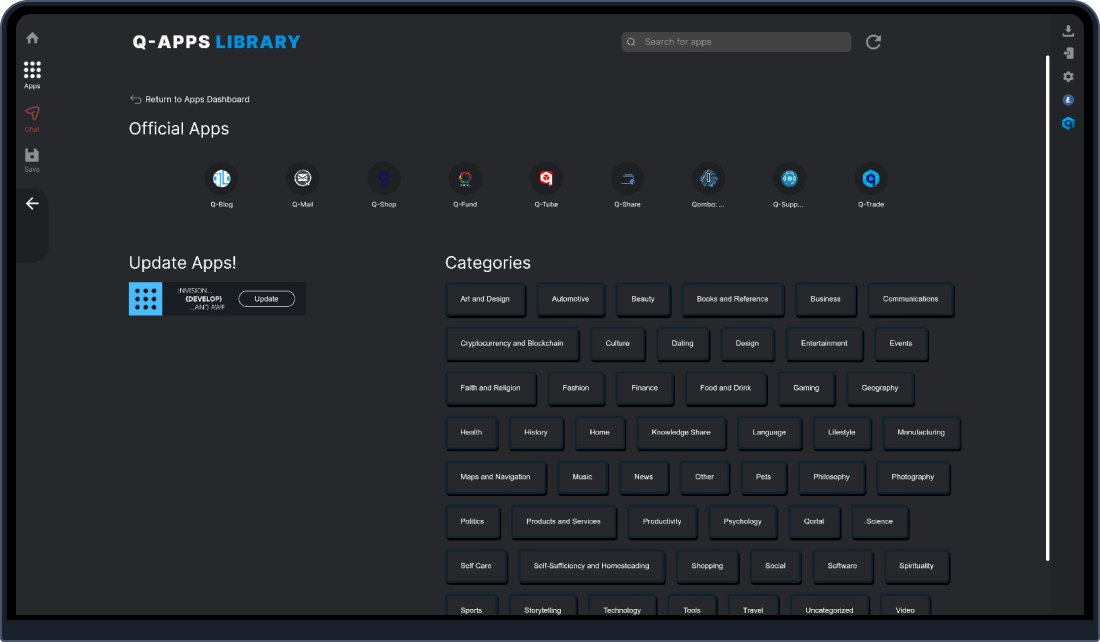 Q-APPS LIBRARY
Search for apps
Apps
Chat
Save
Return to Apps Dashboard
Official Apps
Q-Blog
Q-Mail
Q-Shop
Q-Fund
Q-Tube
Q-Share
Qombo: ...
Q-Supp...
Q-Trade
Update Apps!
INVISION...
{DEVELOP}
...AND AWE
Update
Categories
Art and Design
Automotive
Beauty
Books and Reference
Business
Communications
Cryptocurrency and Blockchain
Culture
Dating
Design
Entertainment
Events
Faith and Religion
Fashion
Finance
Food and Drink
Gaming
Geography
Health
History
Home
Knowledge Share
Language
Lifestyle
Manufacturing
Maps and Navigation
Music
News
Other
Pets
Philosophy
Photography
Politics
Products and Services
Productivity
Psychology
Qortal
Science
Self Care
Self-Sufficiency and Homesteading
Shopping
Social
Software
Spirituality
Sports
Storytelling
Technology
Tools
Travel
Uncategorized
Video